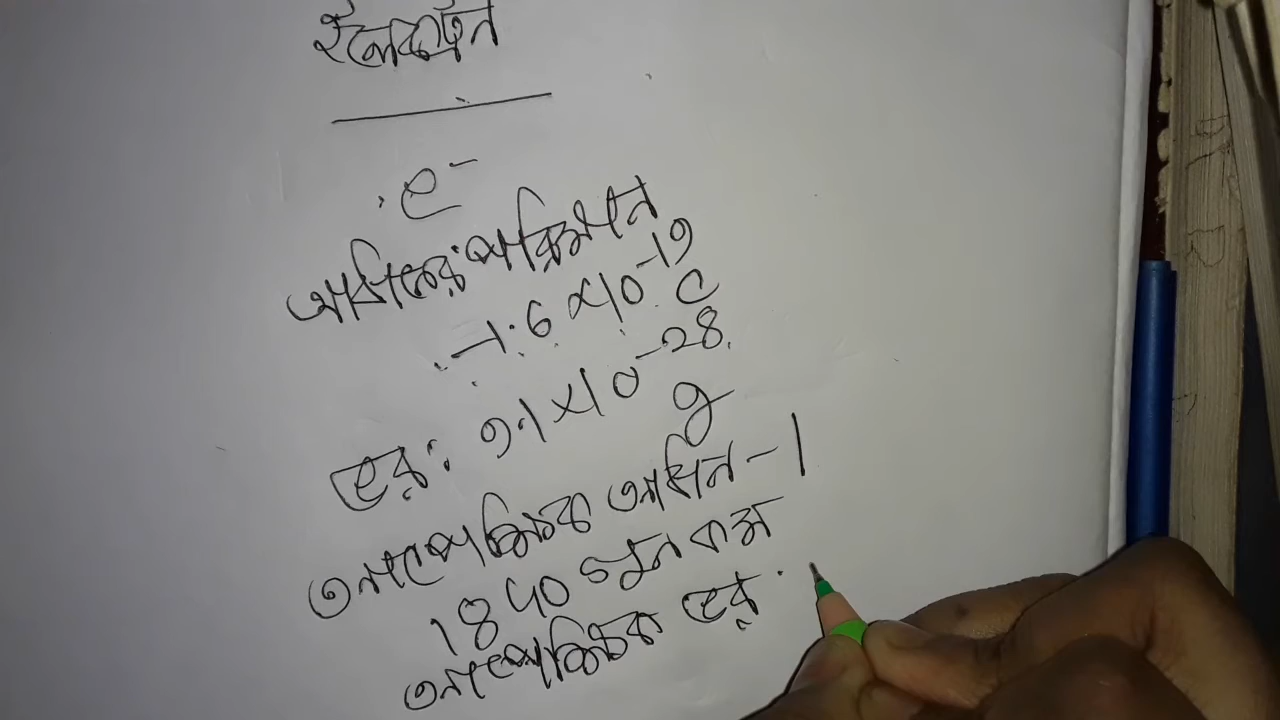 ইলেকট্রন
e⁻
আধানের পরিমান
-1.6 ×10⁻¹⁹ C
ভর: 9.1 ×10⁻²⁸ g
আপেক্ষিক আধান -1
1840 গুন কম
আপেক্ষিক ভর: